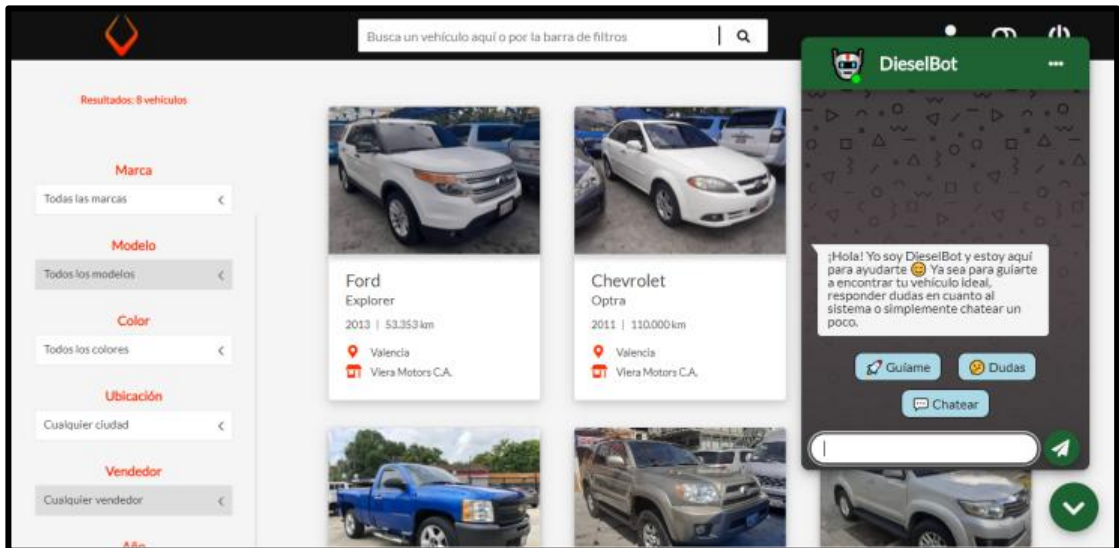 Busca un vehículo aquí o por la barra de filtros
DieselBot
Resultados: 8 vehículos
Marca
Todas las marcas
Modelo
Todos los modelos
Color
Todos los colores
Ubicación
Cualquier ciudad
Vendedor
Cualquier vendedor
Año
Ford
Explorer
2013 | 53.353 km
Valencia
Viera Motors C.A.
Chevrolet
Optra
2011 | 110.000 km
Valencia
Viera Motors C.A.
¡Hola! Yo soy DieselBot y estoy aquí
para ayudarte 😊 Ya sea para guiarte
a encontrar tu vehículo ideal,
responder dudas en cuanto al
sistema o simplemente chatear un
poco.
Guíame
Dudas
Chatear